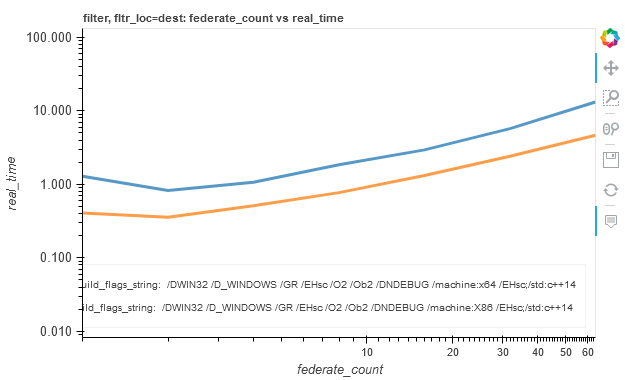 filter, fltr_loc=dest: federate_count vs real_time
100.000
10.000
1.000
0.100
0.010
real_time
uild_flags_string: /DWIN32 /D_WINDOWS /GR /EHsc /O2 /Ob2 /DNDEBUG /machine:x64 /EHsc;/std:c++14
ild_flags_string: /DWIN32 /D_WINDOWS /GR /EHsc /O2 /Ob2 /DNDEBUG /machine:X86 /EHsc;/std:c++14
10 20 30 40 50 60
federate_count